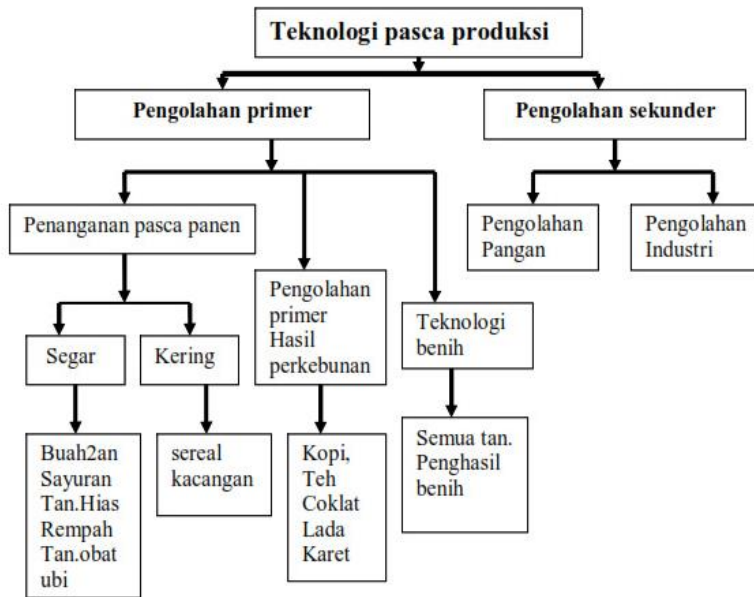 Teknologi pasca produksi
Pengolahan primer
Pengolahan sekunder
Penanganan pasca panen
Pengolahan
Pangan
Pengolahan
Industri
Pengolahan
primer
Hasil
perkebunan
Teknologi
benih
Segar
Kering
Buah2an
Sayuran
Tan.Hias
Rempah
Tan.obat
ubi
sereal
kacangan
Kopi,
Teh
Coklat
Lada
Karet
Semua tan.
Penghasil
benih